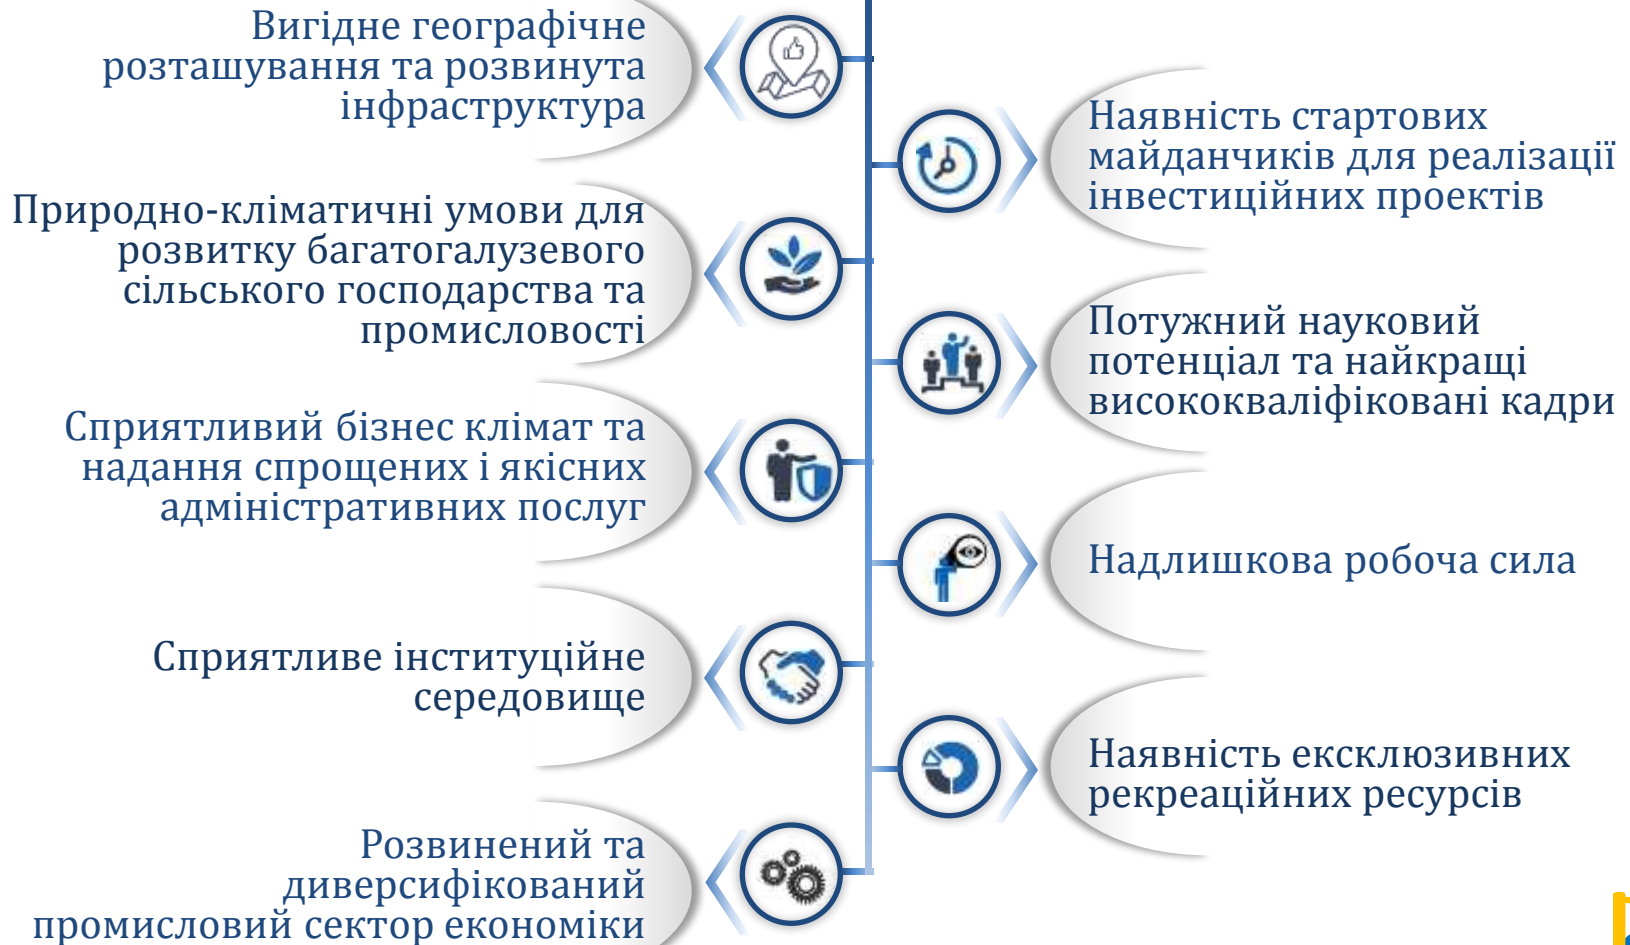 Вигідне географічне
розташування та розвинута
інфраструктура
Наявність стартових
майданчиків для реалізації
інвестиційних проектів
Природно-кліматичні умови для
розвитку багатогалузевого
сільського господарства та
промисловості
Потужний науковий
потенціал та найкращі
висококваліфіковані кадри
Сприятливий бізнес клімат та
надання спрощених і якісних
адміністративних послуг
Надлишкова робоча сила
Сприятливе інституційне
середовище
Наявність ексклюзивних
рекреаційних ресурсів
Розвинений та
диверсифікований
промисловий сектор економіки